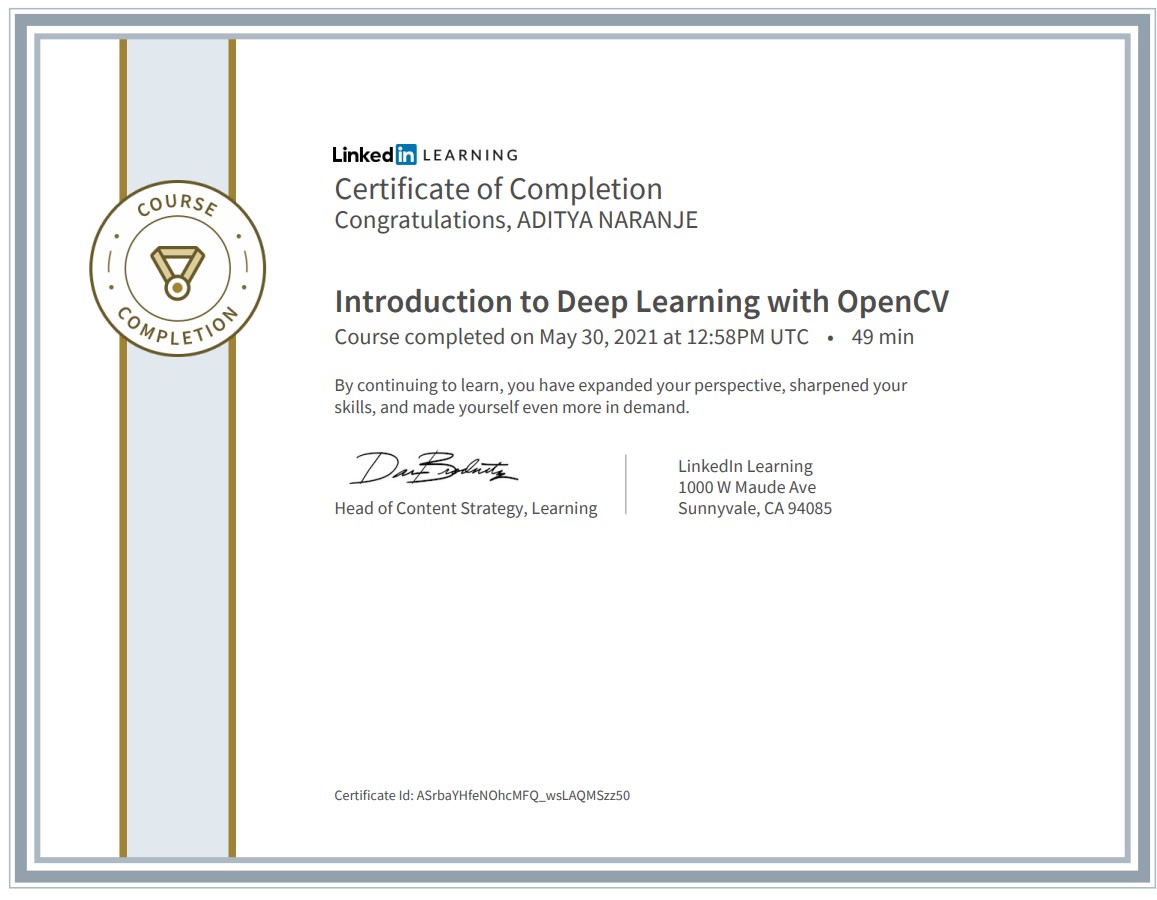 COURSE
COMPLETION
Linked in LEARNING
Certificate of Completion
Congratulations, ADITYA NARANJE
Introduction to Deep Learning with OpenCV
Course completed on May 30, 2021 at 12:58PM UTC • 49 min
By continuing to learn, you have expanded your perspective, sharpened your
skills, and made yourself even more in demand.
Head of Content Strategy, Learning
LinkedIn Learning
1000 W Maude Ave
Sunnyvale, CA 94085
Certificate Id: ASrbaYHfeNOhcMFQ_wsLAQMSzz50